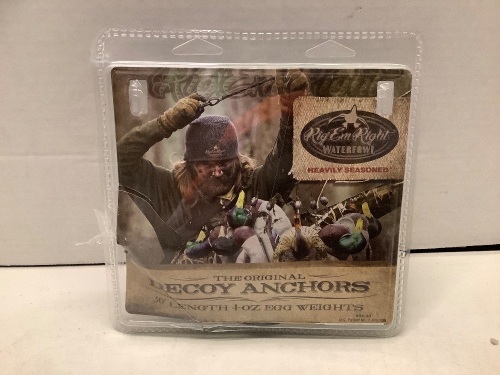 Rig'Em Right
WATERFOWL
HEAVILY SEASONED
THE ORIGINAL
DECOY ANCHORS
LENGTH 4-OZ EGG WEIGHTS